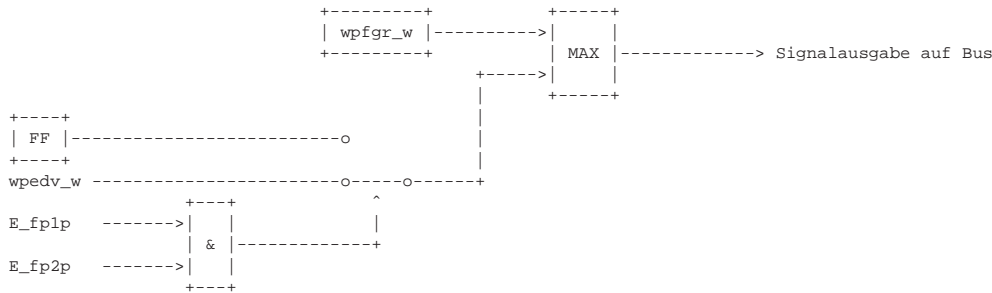 wpfgr_w
MAX
Signalausgabe auf Bus
FF
wpedv_w
E_fp1p
&
E_fp2p